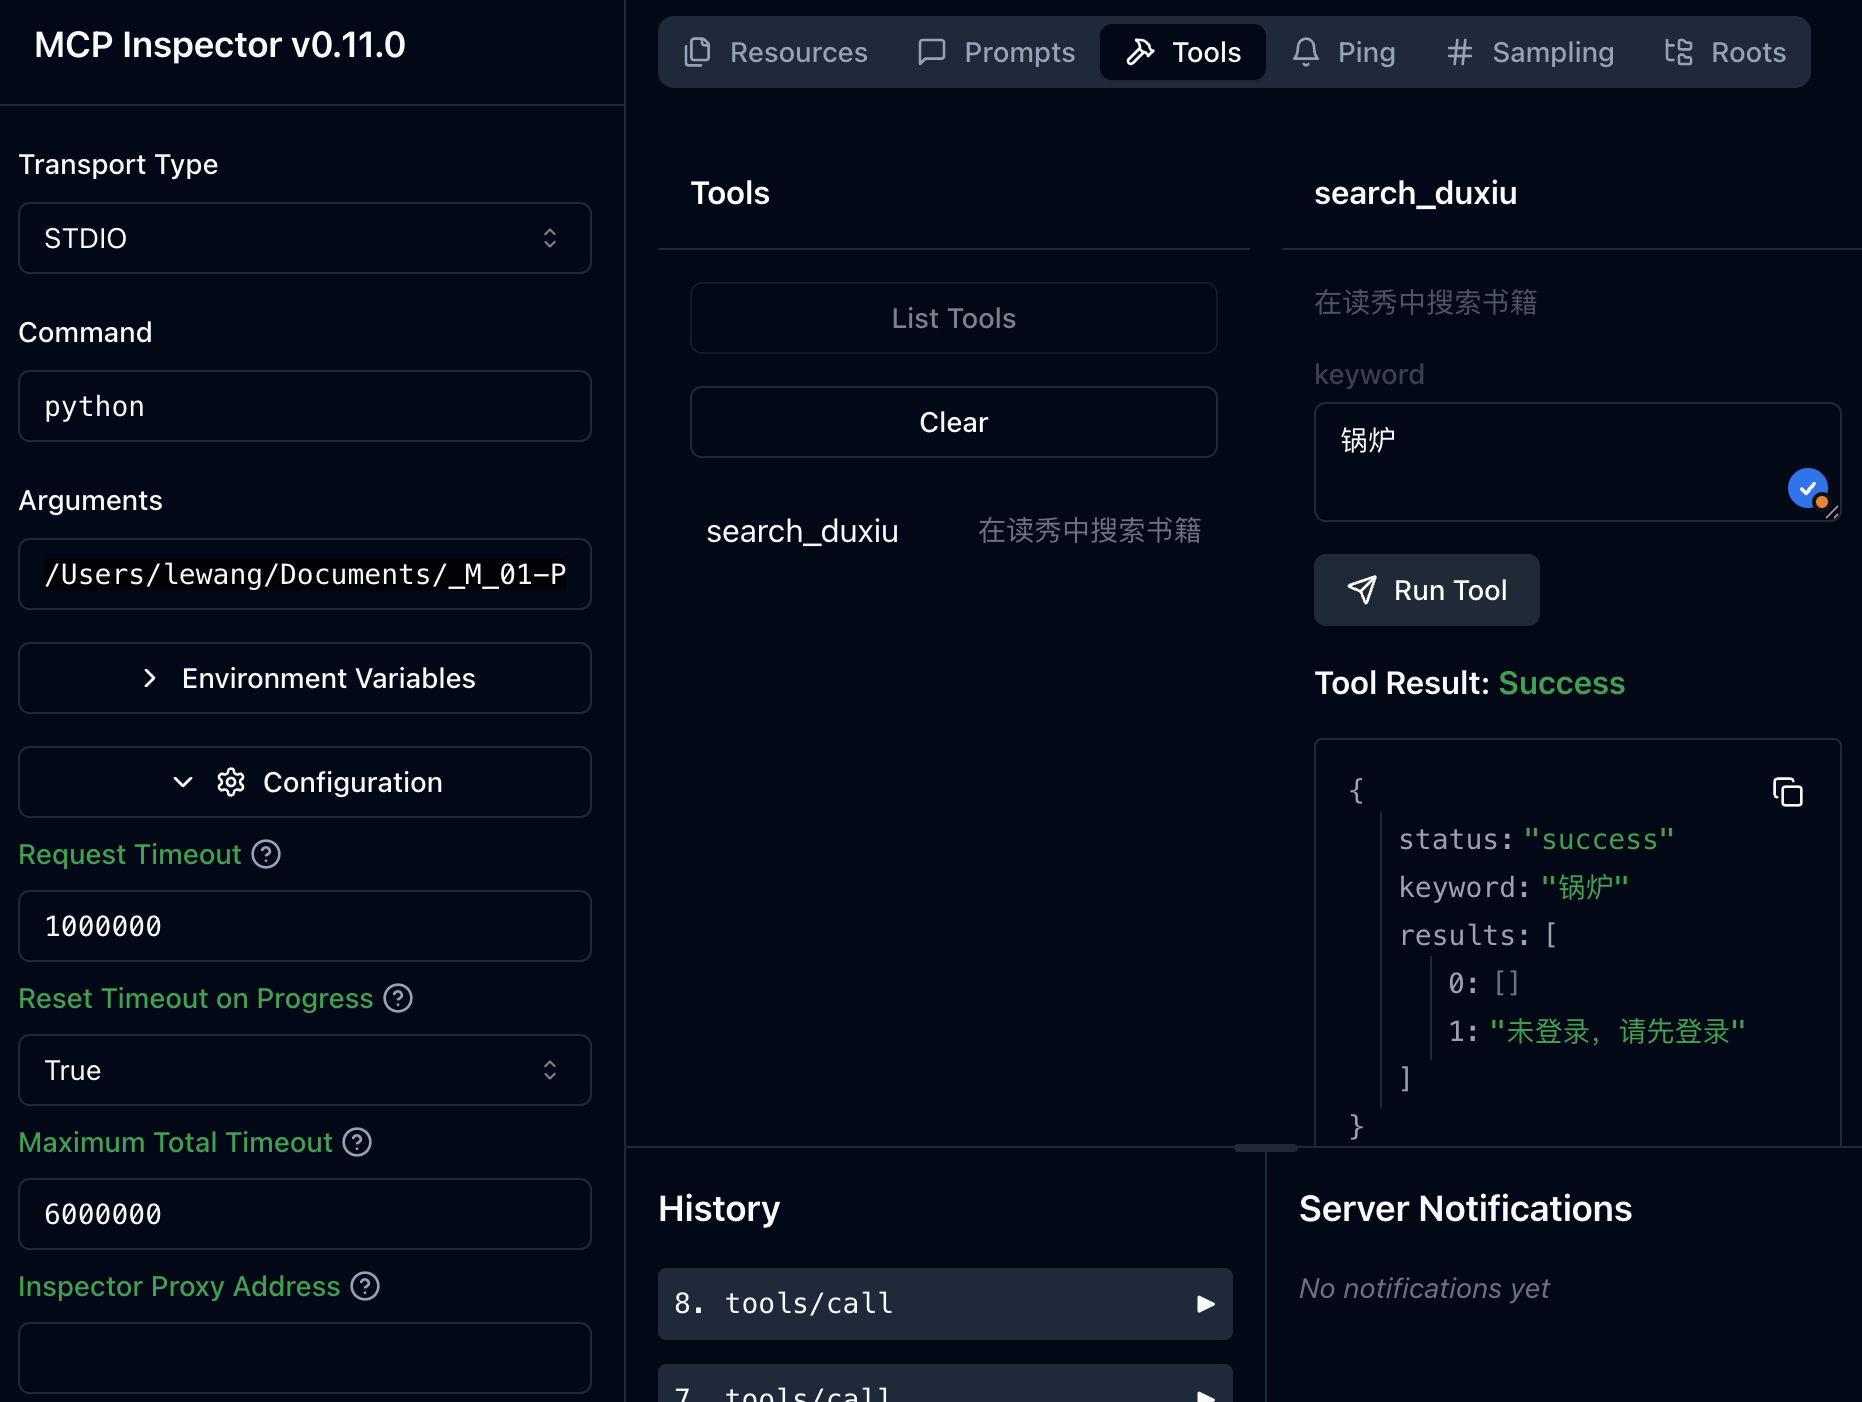 MCP Inspector v0.11.0
Transport Type
STDIO
Command
python
Arguments
/Users/lewang/Documents/_M_01-P
Environment Variables
Configuration
Request Timeout
1000000
Reset Timeout on Progress
True
Maximum Total Timeout
6000000
Inspector Proxy Address
Resources Prompts Tools Ping Sampling Roots
Tools
List Tools
Clear
search_duxiu 在读秀中搜索书籍
search_duxiu
在读秀中搜索书籍
keyword
锅炉
Run Tool
Tool Result: Success
{
status: "success"
keyword: "锅炉"
results: [
0: []
1: "未登录，请先登录"
]
}
History
8. tools/call
7. tools/call
Server Notifications
No notifications yet